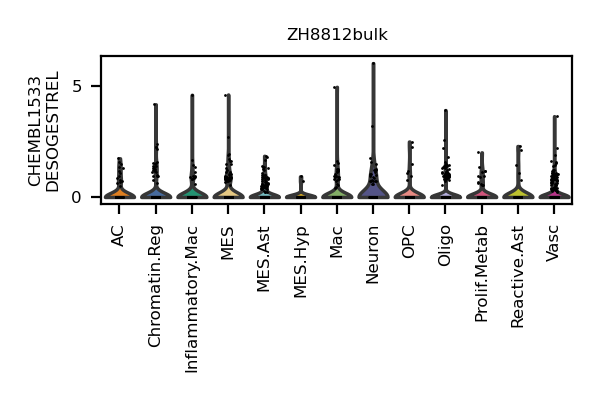 ZH8812bulk
CHEMBL1533
DESOGESTREL
5
0
AC
Chromatin.Reg
Inflammatory.Mac
MES
MES.Ast
MES.Hyp
Mac
Neuron
OPC
Oligo
Prolif.Metab
Reactive.Ast
Vasc